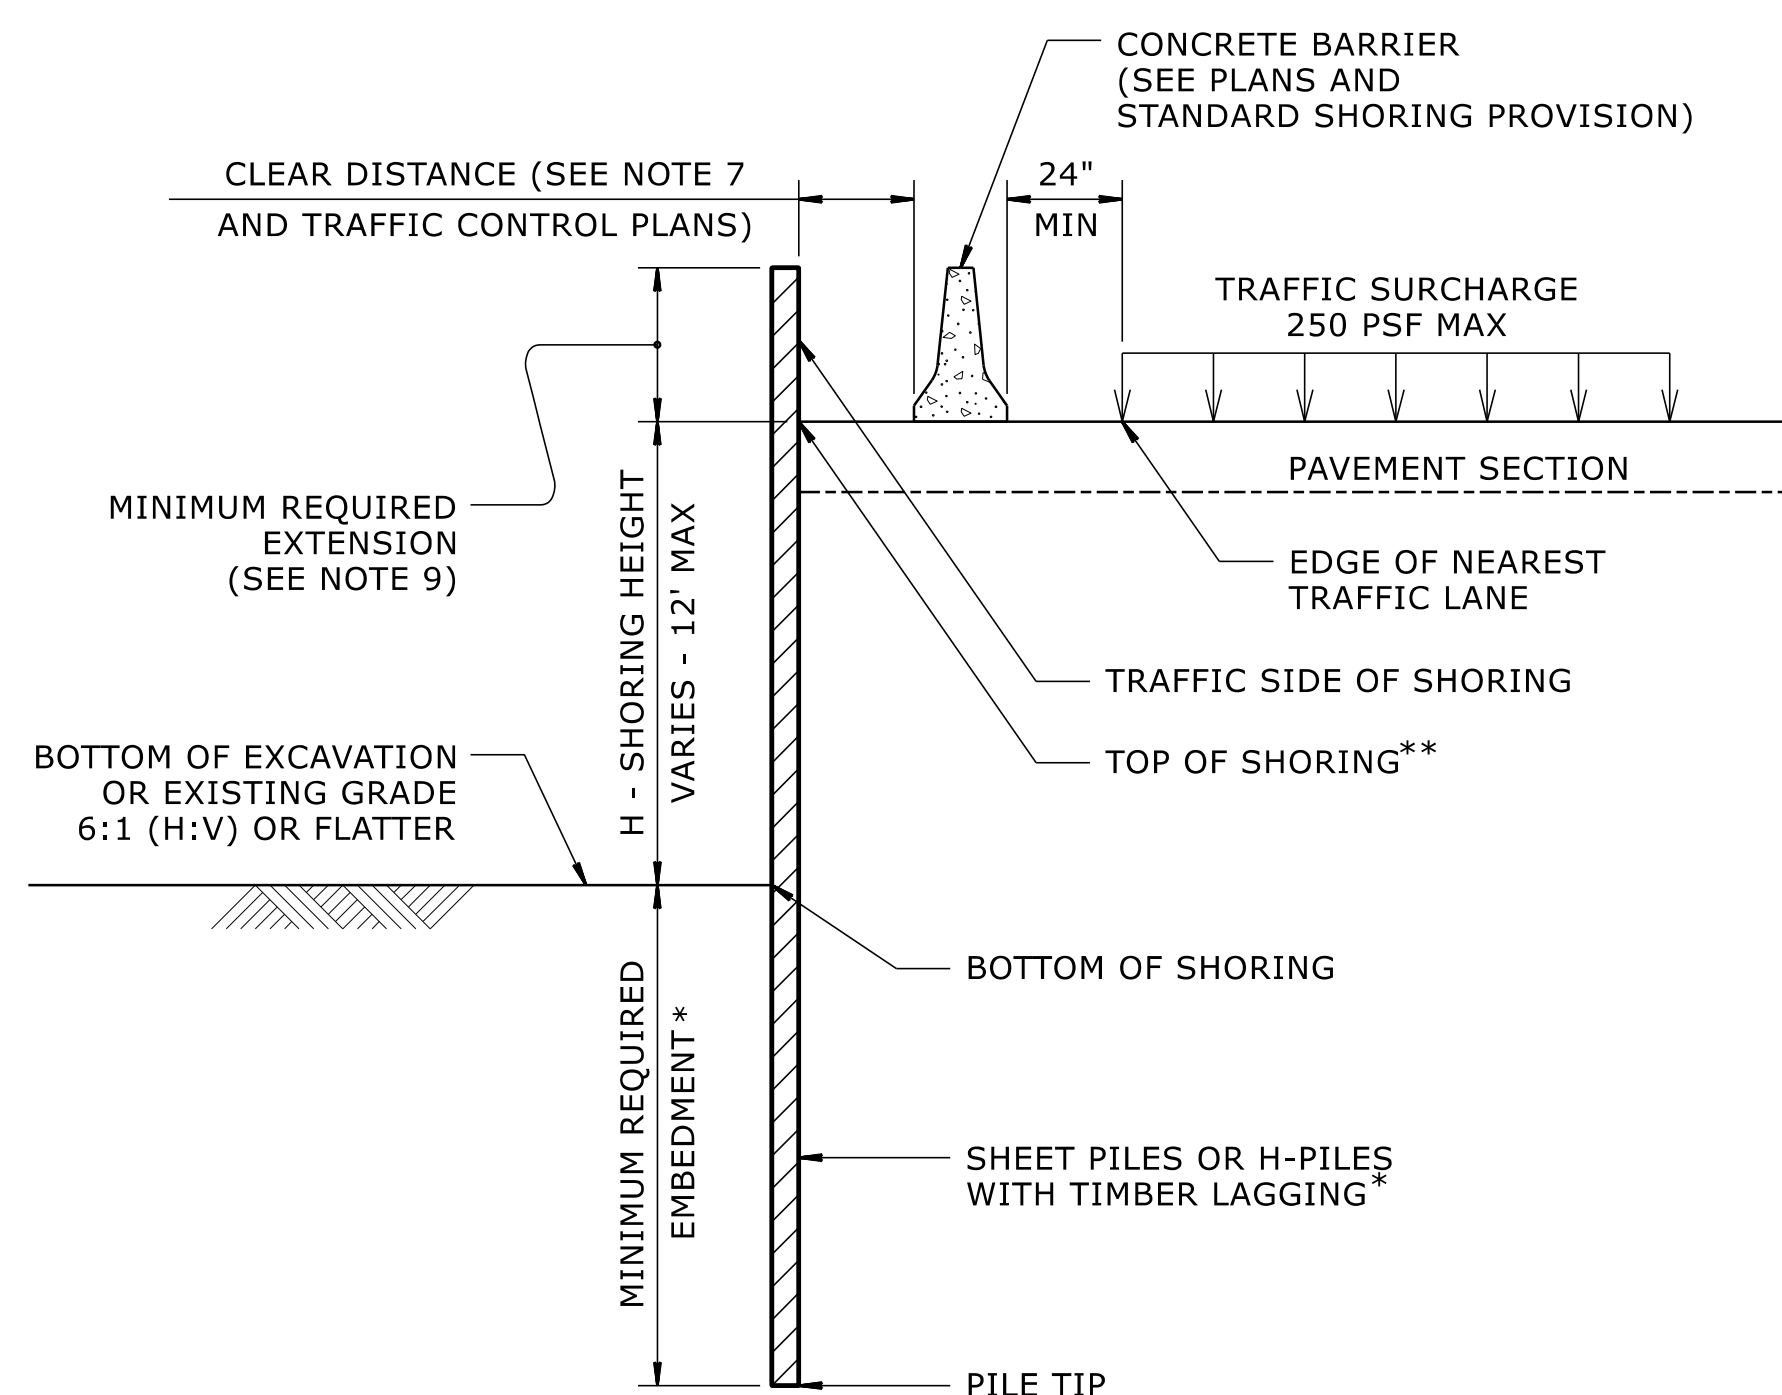 CONCRETE BARRIER
(SEE PLANS AND
STANDARD SHORING PROVISION)
CLEAR DISTANCE (SEE NOTE 7
AND TRAFFIC CONTROL PLANS)
24"
MIN
TRAFFIC SURCHARGE
250 PSF MAX
PAVEMENT SECTION
MINIMUM REQUIRED
EXTENSION
(SEE NOTE 9)
H - SHORING HEIGHT
VARIES - 12' MAX
EDGE OF NEAREST
TRAFFIC LANE
TRAFFIC SIDE OF SHORING
TOP OF SHORING**
BOTTOM OF EXCAVATION
OR EXISTING GRADE
6:1 (H:V) OR FLATTER
BOTTOM OF SHORING
MINIMUM REQUIRED
EMBEDMENT*
SHEET PILES OR H-PILES
WITH TIMBER LAGGING*
PILE TIP